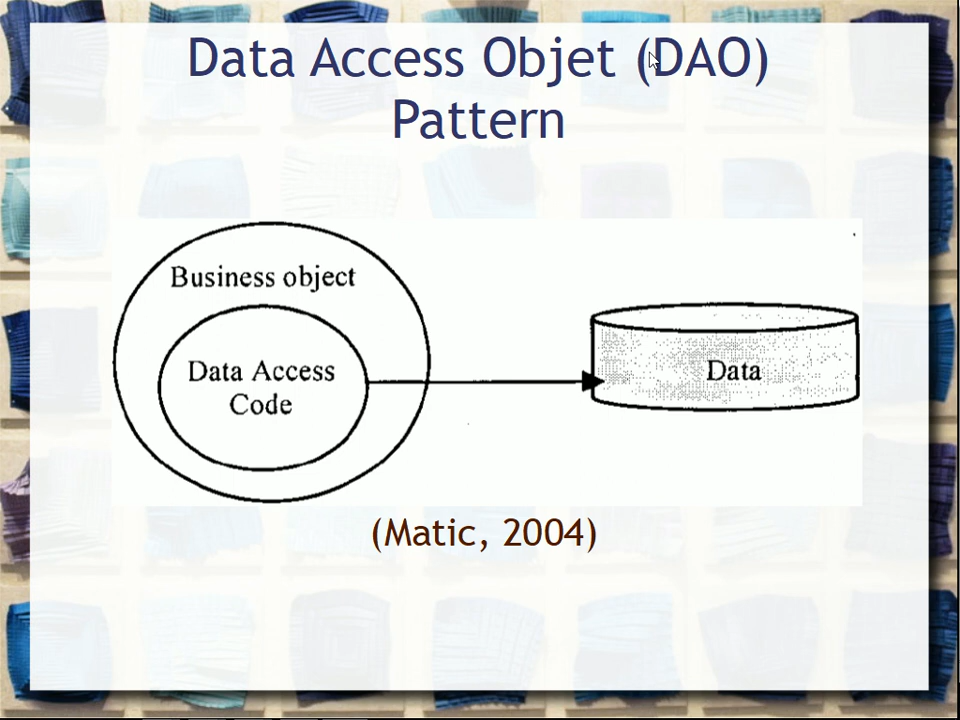 Data Access Objet (DAO)
Pattern
Business object
Data Access
Code
Data
(Matic, 2004)